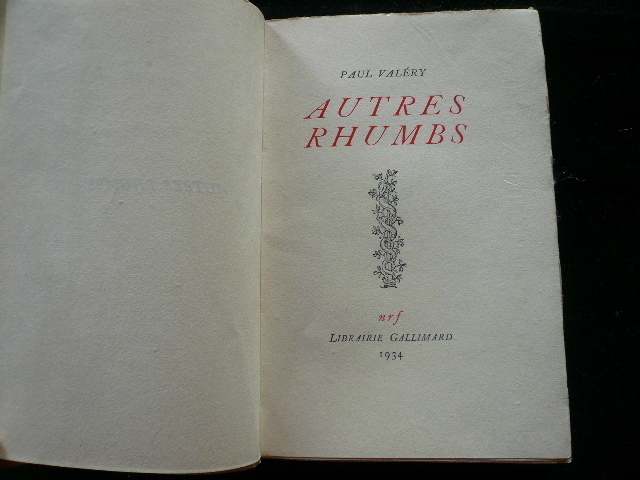 PAUL VALÉRY
AUTRES
RHUMBS
nrf
LIBRAIRIE GALLIMARD
1934